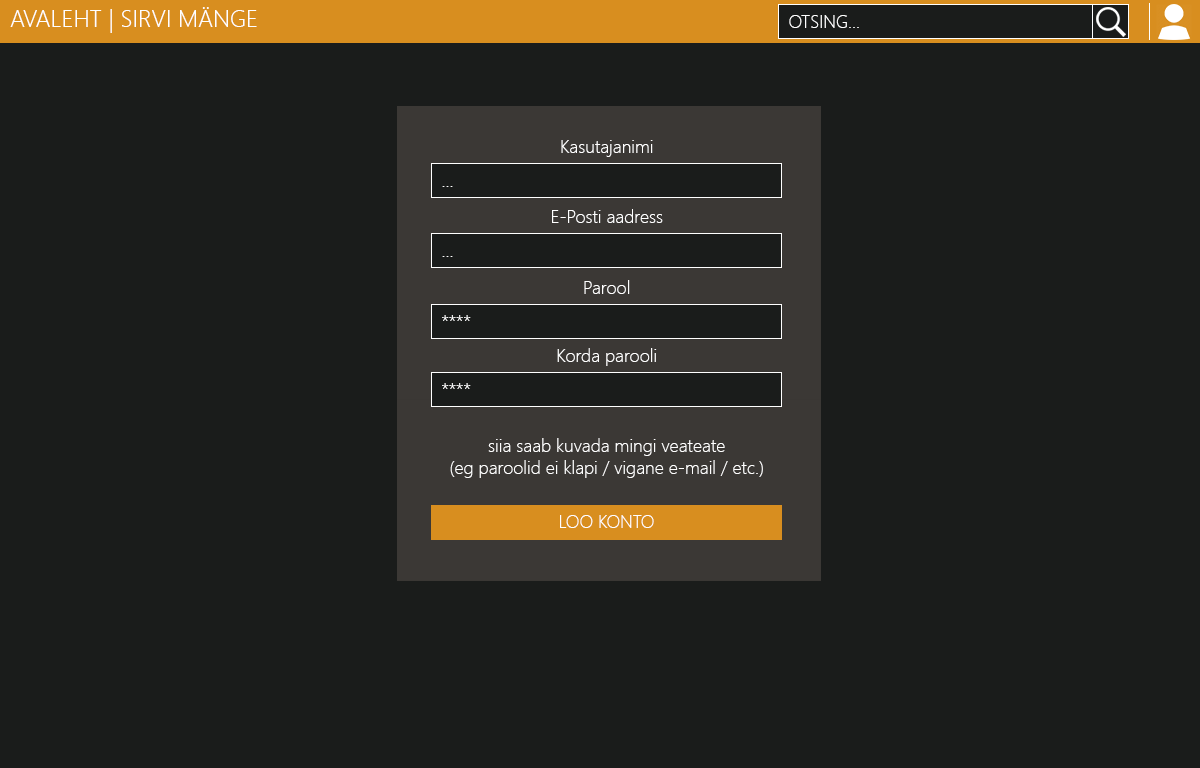 AVALEHT | SIRVI MÄNGE
OTSING...
Kasutajanimi
...
E-Posti aadress
...
Parool
****
Korda parooli
****
siia saab kuvada mingi veateate
(eg paroolid ei klapi / vigane e-mail / etc.)
LOO KONTO